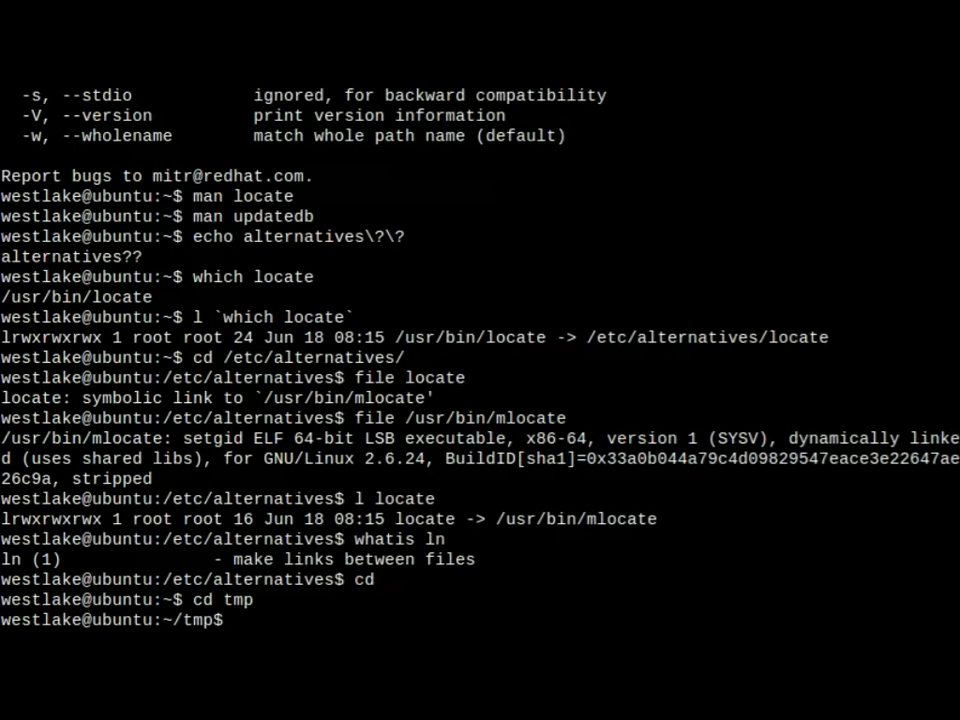 -s, --stdio            ignored, for backward compatibility
-V, --version          print version information
-w, --wholename        match whole path name (default)
Report bugs to mitr@redhat.com.
westlake@ubuntu:~$ man locate
westlake@ubuntu:~$ man updatedb
westlake@ubuntu:~$ echo alternatives\?\?
alternatives??
westlake@ubuntu:~$ which locate
/usr/bin/locate
westlake@ubuntu:~$ l `which locate`
lrwxrwxrwx 1 root root 24 Jun 18 08:15 /usr/bin/locate -> /etc/alternatives/locate
westlake@ubuntu:~$ cd /etc/alternatives/
westlake@ubuntu:/etc/alternatives$ file locate
locate: symbolic link to `/usr/bin/mlocate'
westlake@ubuntu:/etc/alternatives$ file /usr/bin/mlocate
/usr/bin/mlocate: setgid ELF 64-bit LSB executable, x86-64, version 1 (SYSV), dynamically linke
d (uses shared libs), for GNU/Linux 2.6.24, BuildID[sha1]=0x33a0b044a79c4d09829547eace3e22647ae
26c9a, stripped
westlake@ubuntu:/etc/alternatives$ l locate
lrwxrwxrwx 1 root root 16 Jun 18 08:15 locate -> /usr/bin/mlocate
westlake@ubuntu:/etc/alternatives$ whatis ln
ln (1)               - make links between files
westlake@ubuntu:/etc/alternatives$ cd
westlake@ubuntu:~$ cd tmp
westlake@ubuntu:~/tmp$